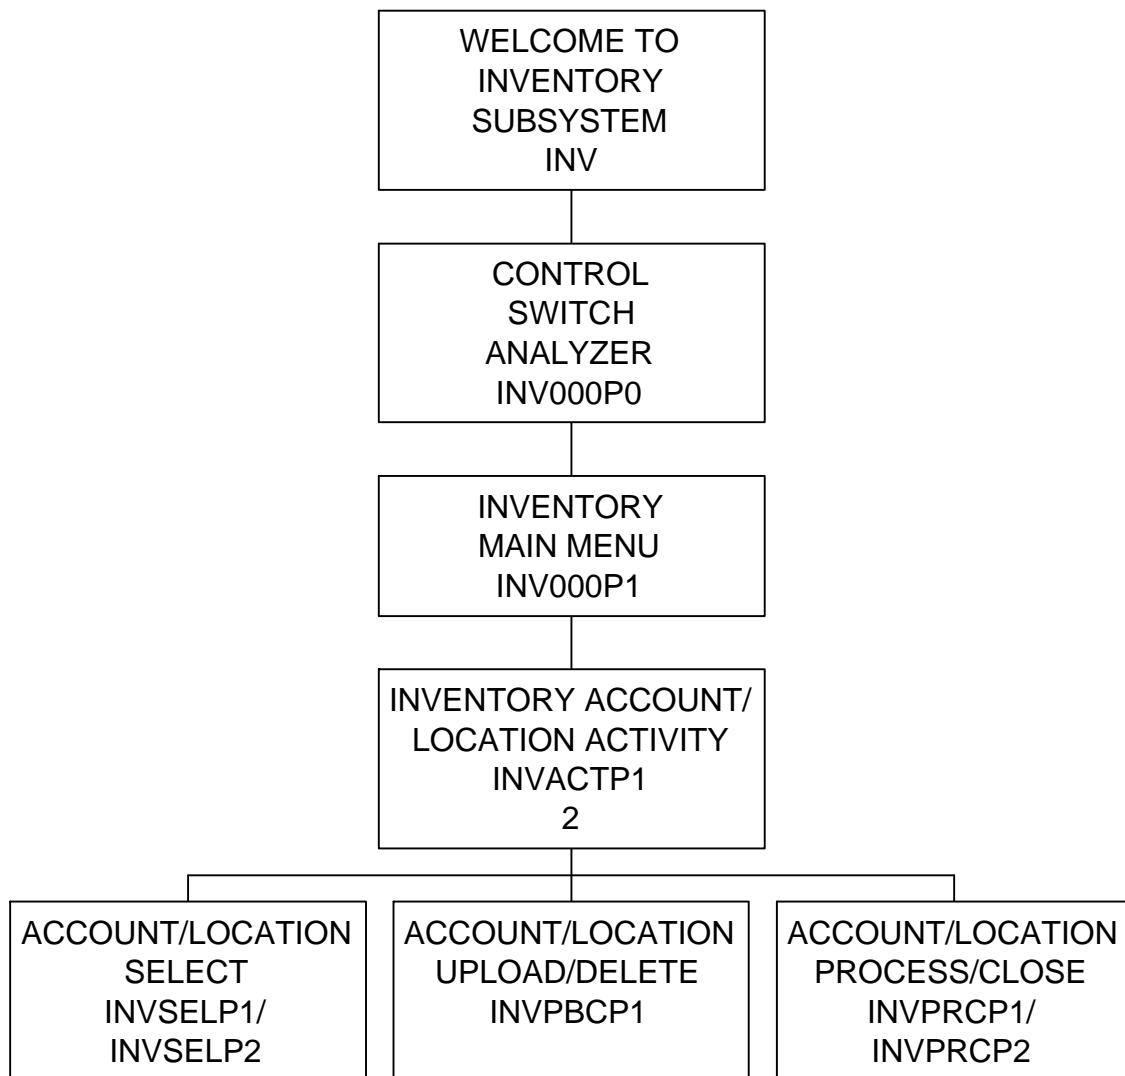 WELCOME TO
INVENTORY
SUBSYSTEM
INV
CONTROL
SWITCH
ANALYZER
INV000P0
INVENTORY
MAIN MENU
INV000P1
INVENTORY ACCOUNT/
LOCATION ACTIVITY
INVACTP1
2
ACCOUNT/LOCATION
SELECT
INVSELP1/
INVSELP2
ACCOUNT/LOCATION
UPLOAD/DELETE
INVPBCP1
ACCOUNT/LOCATION
PROCESS/CLOSE
INVPRCP1/
INVPRCP2